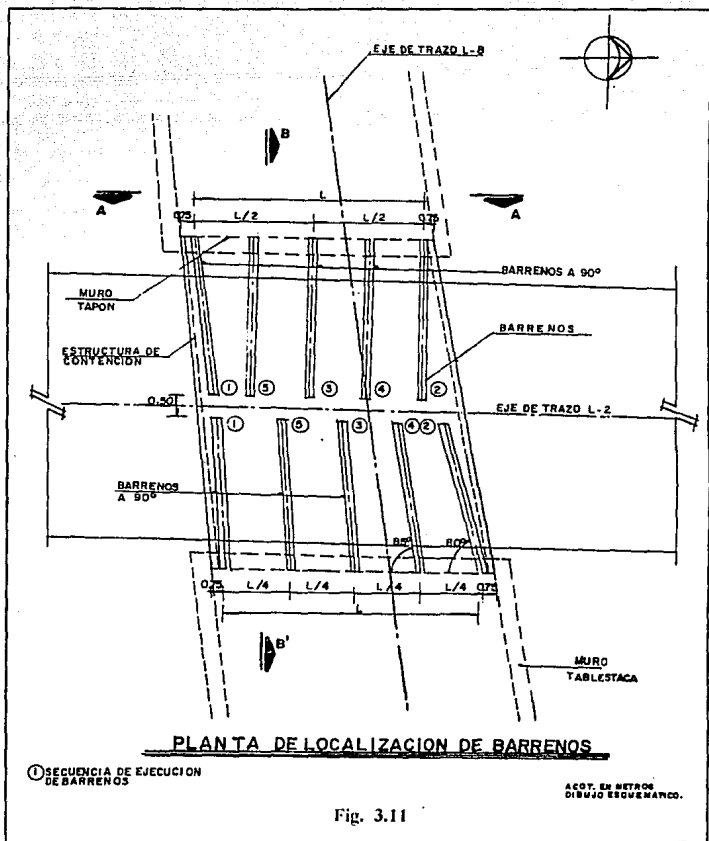 EJE DE TRAZO L-8
B
A
A
L
0.75
L/2
L/2
0.75
BARRENOS A 90°
MURO
TAPON
BARRENOS
ESTRUCTURA DE
CONTENCION
1
5
3
4
2
0.50
EJE DE TRAZO L-2
1
5
3
4
2
BARRENOS
A 90°
85°
80°
0.75
L/4
L/4
L/4
L/4
0.75
L
B'
MURO
TABLESTACA
PLANTA DE LOCALIZACION DE BARRENOS
1 SECUENCIA DE EJECUCION
DE BARRENOS
ACOT. EN METROS
DIBUJO ESQUEMATICO.
Fig. 3.11